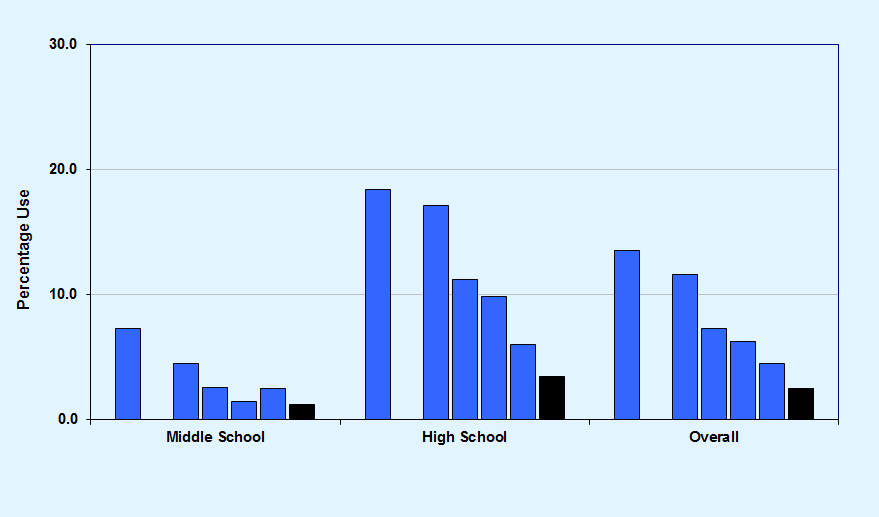 30.0
20.0
10.0
0.0
Percentage Use
Middle School
High School
Overall